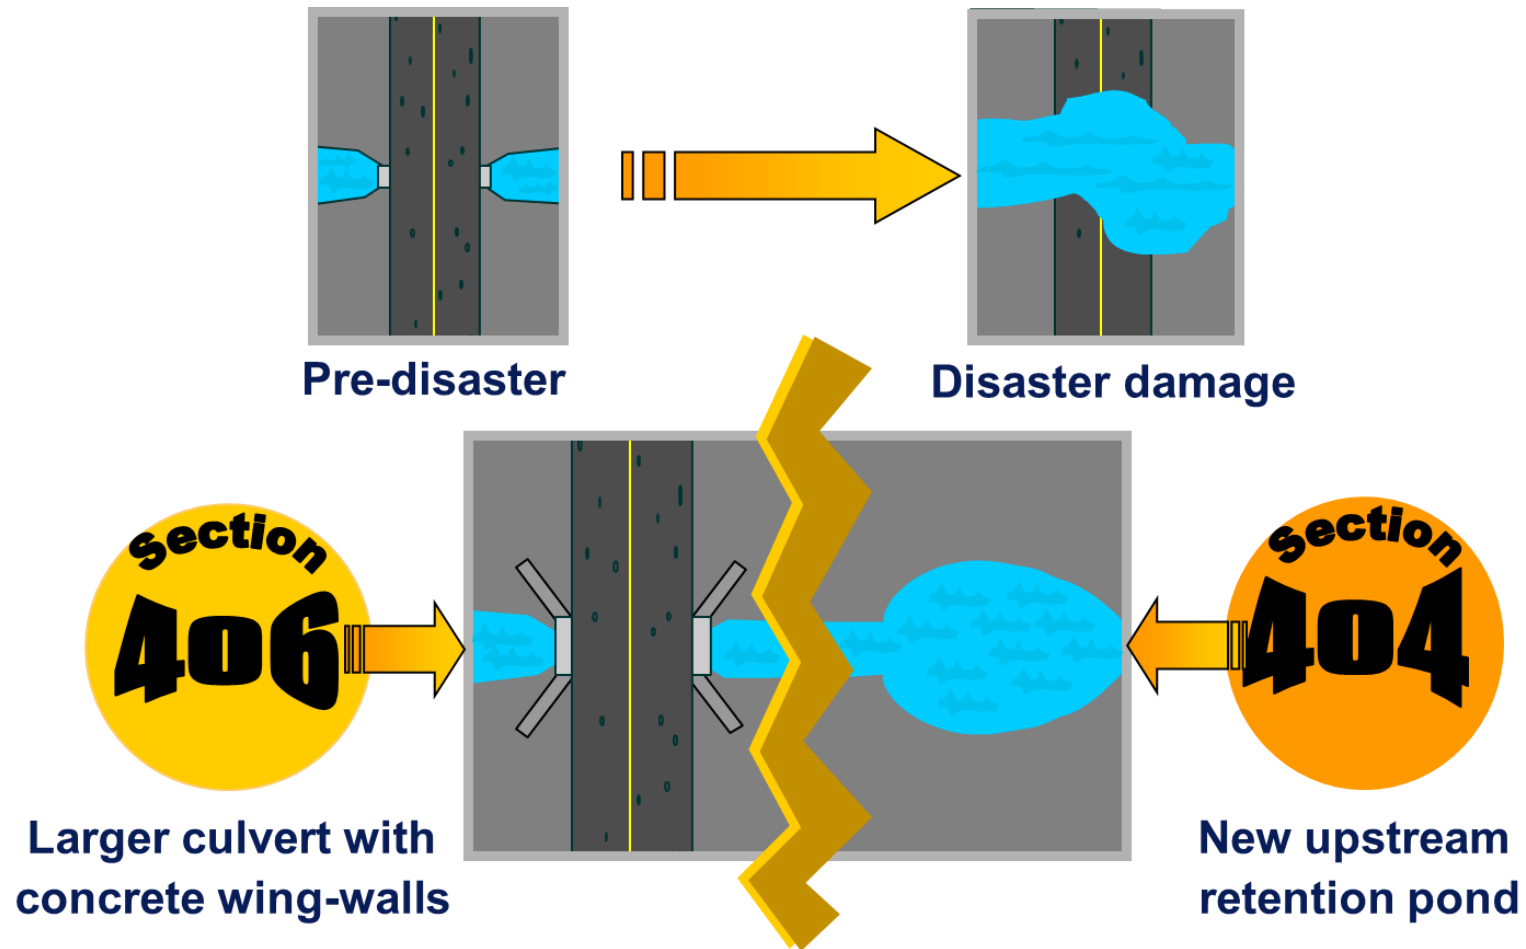 Pre-disaster
Disaster damage
Section
406
Section
404
Larger culvert with
concrete wing-walls
New upstream
retention pond